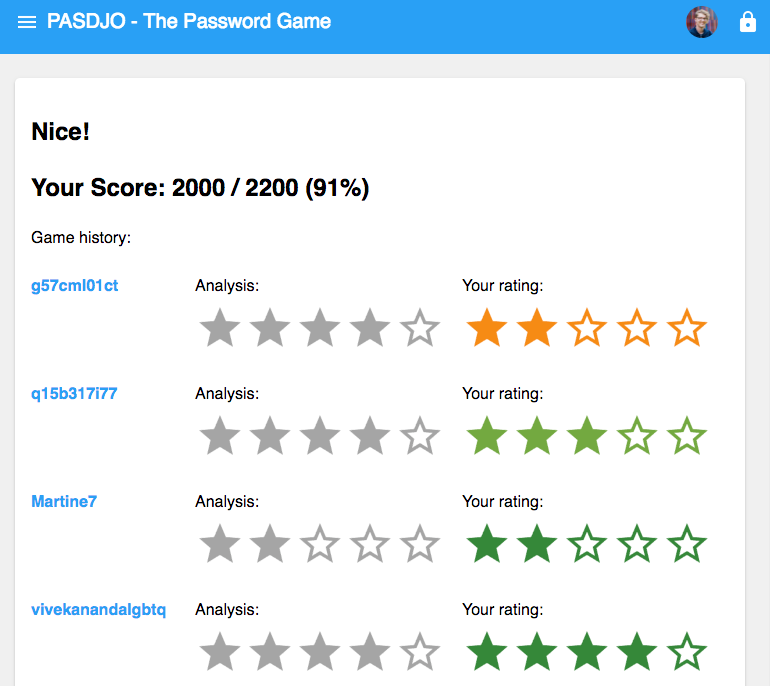 PASDJO - The Password Game
Nice!
Your Score: 2000 / 2200 (91%)
Game history:
g57cml01ct Analysis: Your rating:
q15b317i77 Analysis: Your rating:
Martine7 Analysis: Your rating:
vivekanandalgbtq Analysis: Your rating: